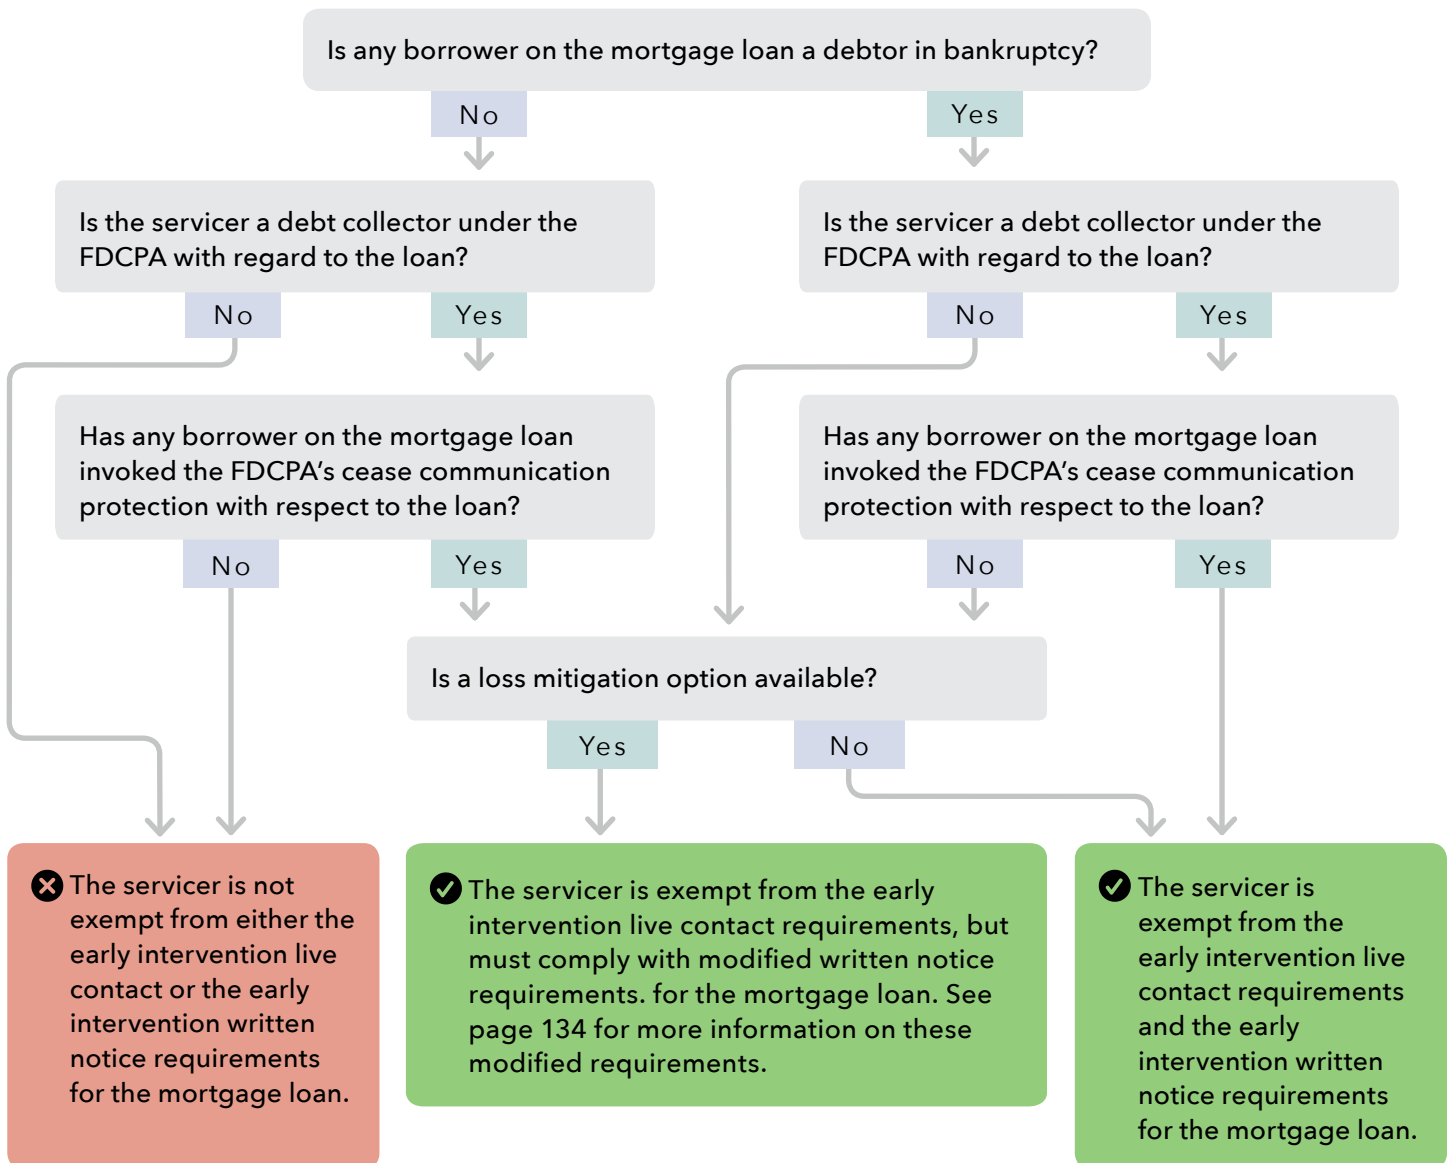 Is any borrower on the mortgage loan a debtor in bankruptcy?
No
Yes
Is the servicer a debt collector under the
FDCPA with regard to the loan?
No
Yes
Is the servicer a debt collector under the
FDCPA with regard to the loan?
No
Yes
Has any borrower on the mortgage loan
invoked the FDCPA’s cease communication
protection with respect to the loan?
No
Yes
Has any borrower on the mortgage loan
invoked the FDCPA’s cease communication
protection with respect to the loan?
No
Yes
Is a loss mitigation option available?
Yes
No
The servicer is not
exempt from either the
early intervention live
contact or the early
intervention written
notice requirements
for the mortgage loan.
The servicer is exempt from the early
intervention live contact requirements, but
must comply with modified written notice
requirements. for the mortgage loan. See
page 134 for more information on these
modified requirements.
The servicer is
exempt from the
early intervention live
contact requirements
and the early
intervention written
notice requirements
for the mortgage loan.